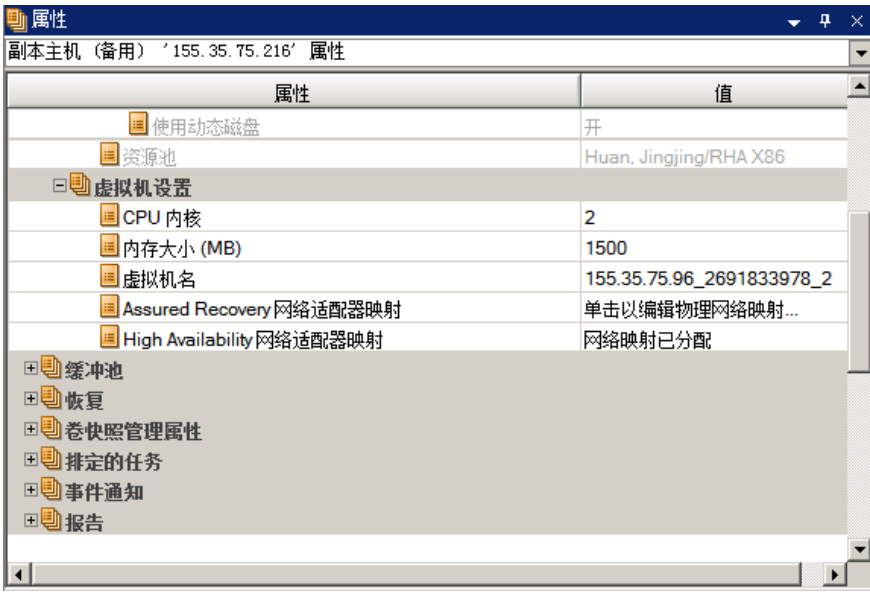 属性
副本主机 (备用) '155.35.75.216' 属性
属性 值
使用动态磁盘 开
资源池 Huan, Jingjing/RHA X86
虚拟机设置
CPU 内核 2
内存大小 (MB) 1500
虚拟机名 155.35.75.96_2691833978_2
Assured Recovery 网络适配器映射 单击以编辑物理网络映射...
High Availability 网络适配器映射 网络映射已分配
缓冲池
恢复
卷快照管理属性
排定的任务
事件通知
报告